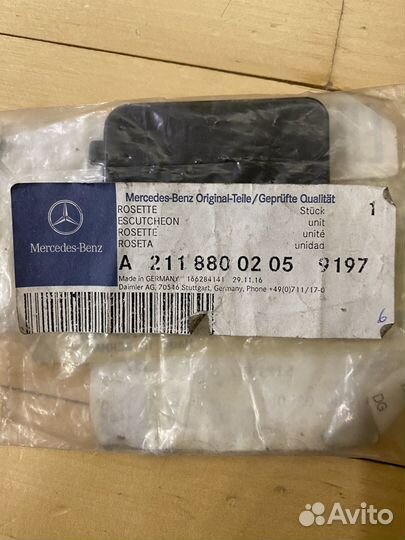 Mercedes-Benz Original-Teile/Geprüfte Qualität
ROSETTE Stück 1
ESCUTCHEON unit
ROSETTE unité
ROSETA unidad
Mercedes-Benz
A 211 880 02 05 9197
Made in GERMANY 166284141 29.11.16
Daimler AG, 70546 Stuttgart, Germany, Phone +49(0)711/17-0
6
DG
Avito